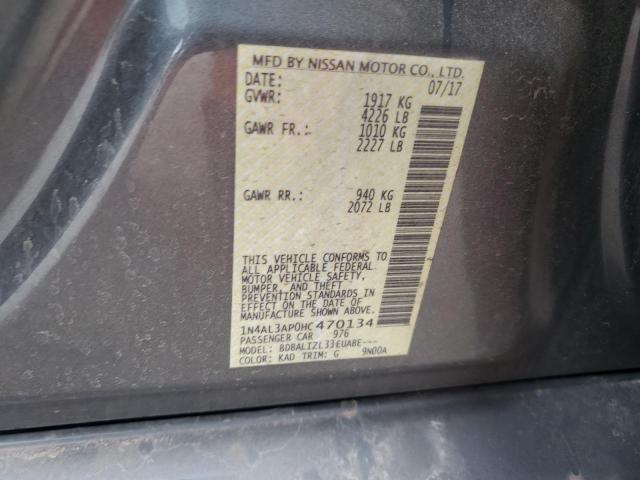 MFD BY NISSAN MOTOR CO., LTD.
DATE: 07/17
GVWR: 1917 KG
4226 LB
GAWR FR.: 1010 KG
2227 LB
GAWR RR.: 940 KG
2072 LB
THIS VEHICLE CONFORMS TO
ALL APPLICABLE FEDERAL
MOTOR VEHICLE SAFETY,
BUMPER, AND THEFT
PREVENTION STANDARDS IN
EFFECT ON THE DATE OF
MANUFACTURE SHOWN ABOVE.
1N4AL3AP0HC470134
PASSENGER CAR 976
MODEL: BDBALIZL33EUABE---
COLOR: KAD TRIM: G 9N00A